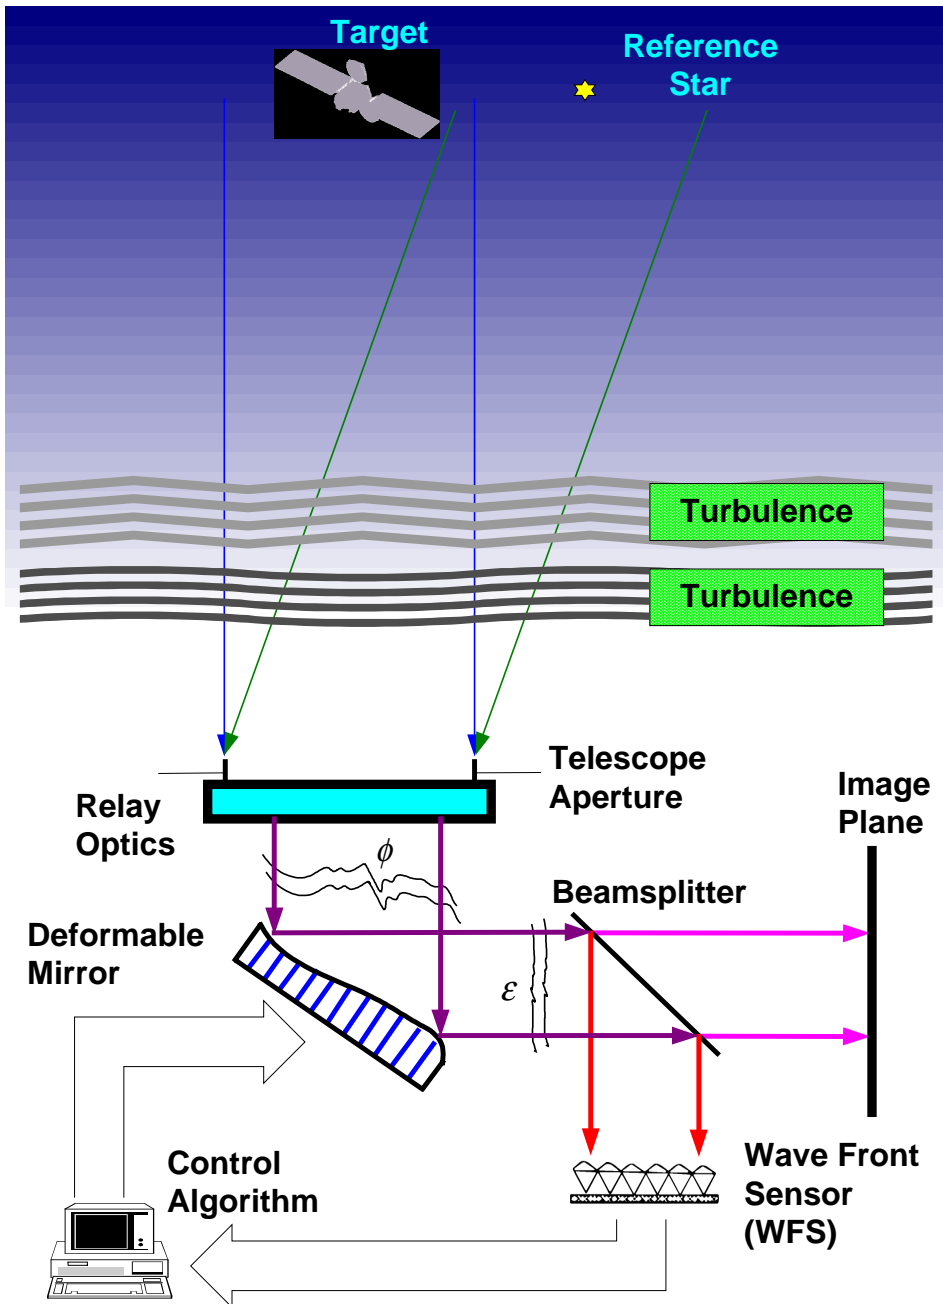 Target
Reference
Star
Turbulence
Turbulence
Telescope
Aperture
Relay
Optics
Image
Plane
ϕ
Beamsplitter
Deformable
Mirror
ε
Control
Algorithm
Wave Front
Sensor
(WFS)